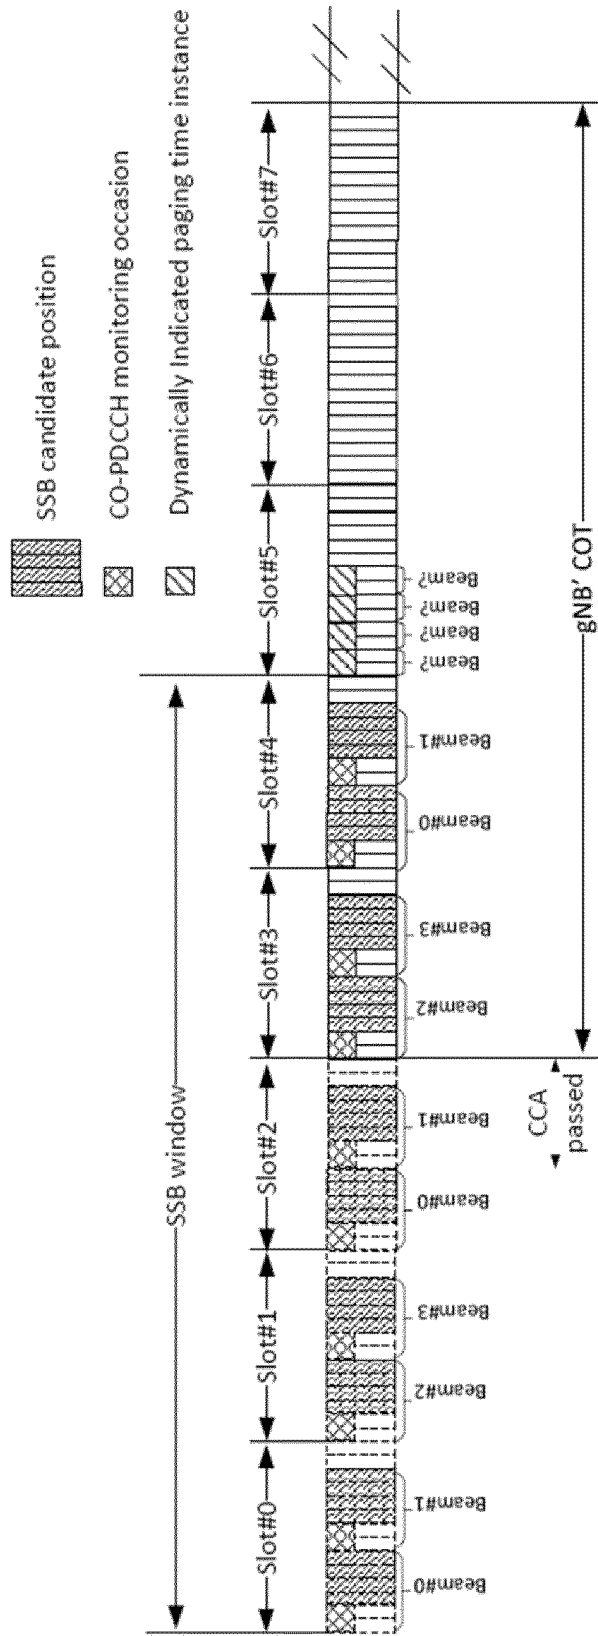 SSB candidate position
CO-PDCCH monitoring occasion
Dynamically Indicated paging time instance
SSB window
Slot#0
Slot#1
Slot#2
Slot#3
Slot#4
Slot#5
Slot#6
Slot#7
Beam#0
Beam#1
Beam#2
Beam#3
Beam#0
Beam#1
Beam#2
Beam#3
Beam#0
Beam#1
Beam?
Beam?
Beam?
Beam?
CCA
passed
gNB' COT